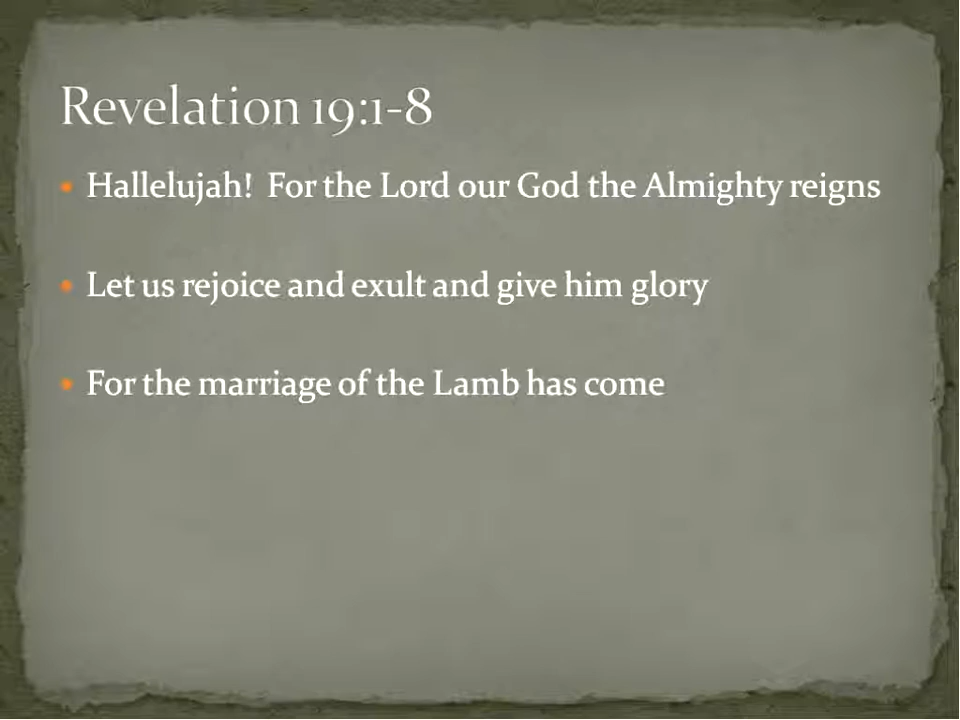 Revelation 19:1-8
• Hallelujah!  For the Lord our God the Almighty reigns
• Let us rejoice and exult and give him glory
• For the marriage of the Lamb has come